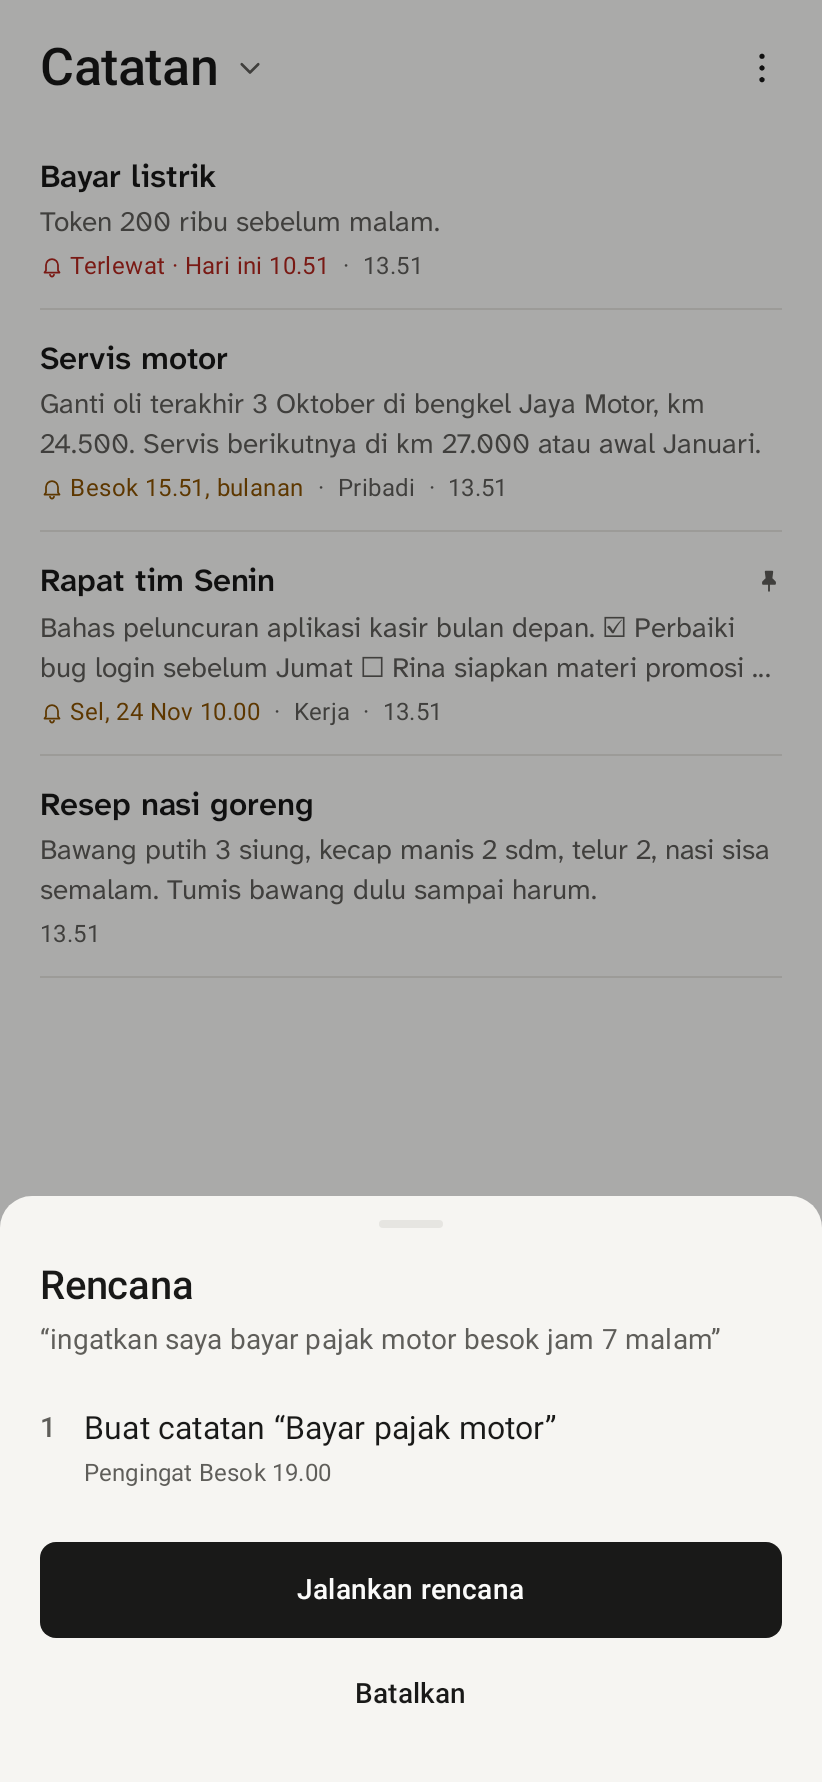 Catatan
Bayar listrik
Token 200 ribu sebelum malam.
Terlewat · Hari ini 10.51 · 13.51
Servis motor
Ganti oli terakhir 3 Oktober di bengkel Jaya Motor, km
24.500. Servis berikutnya di km 27.000 atau awal Januari.
Besok 15.51, bulanan · Pribadi · 13.51
Rapat tim Senin
Bahas peluncuran aplikasi kasir bulan depan. ☑ Perbaiki
bug login sebelum Jumat ☐ Rina siapkan materi promosi ...
Sel, 24 Nov 10.00 · Kerja · 13.51
Resep nasi goreng
Bawang putih 3 siung, kecap manis 2 sdm, telur 2, nasi sisa
semalam. Tumis bawang dulu sampai harum.
13.51
Rencana
“ingatkan saya bayar pajak motor besok jam 7 malam”
1 Buat catatan “Bayar pajak motor”
Pengingat Besok 19.00
Jalankan rencana
Batalkan